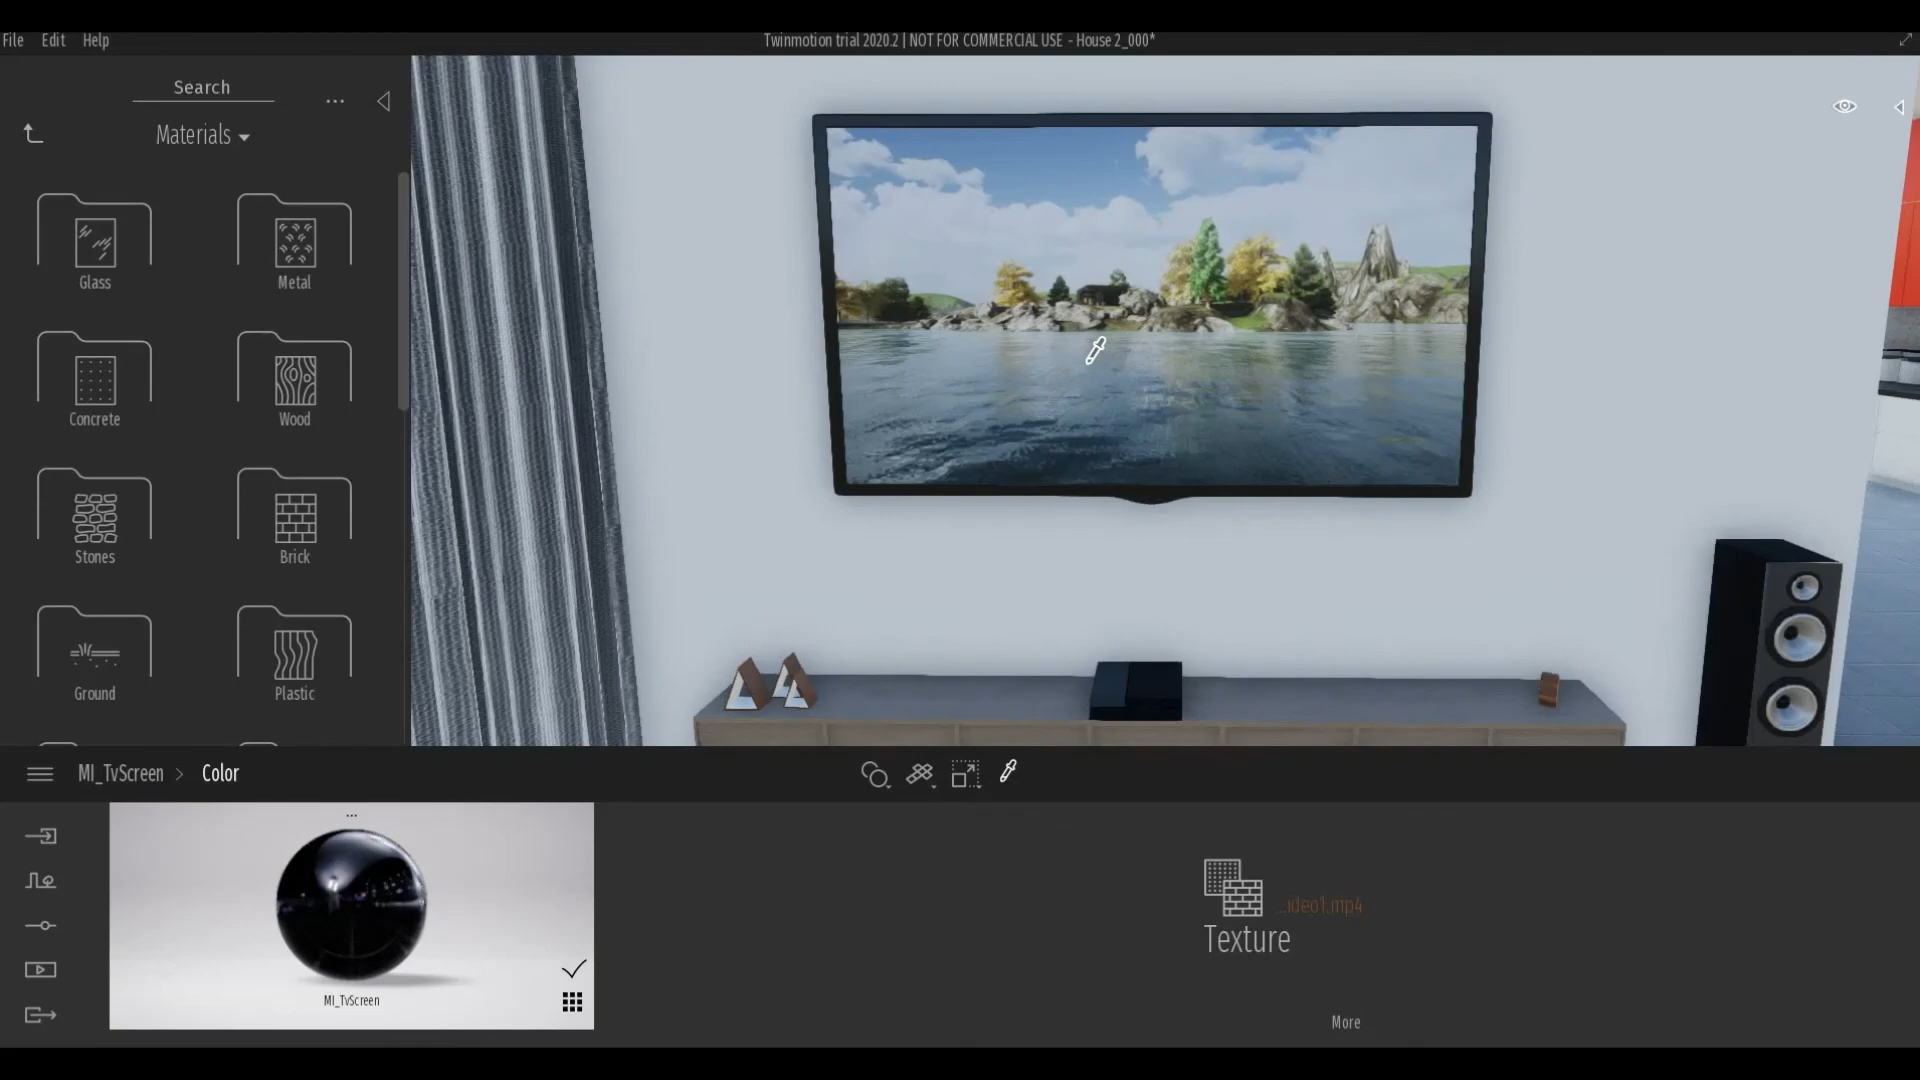 File Edit Help
Twinmotion trial 2020.2 | NOT FOR COMMERCIAL USE - House 2_000*
Search
...
Materials
Glass
Metal
Concrete
Wood
Stones
Brick
Ground
Plastic
MI_TvScreen > Color
...
MI_TvScreen
...ideo1.mp4
Texture
More